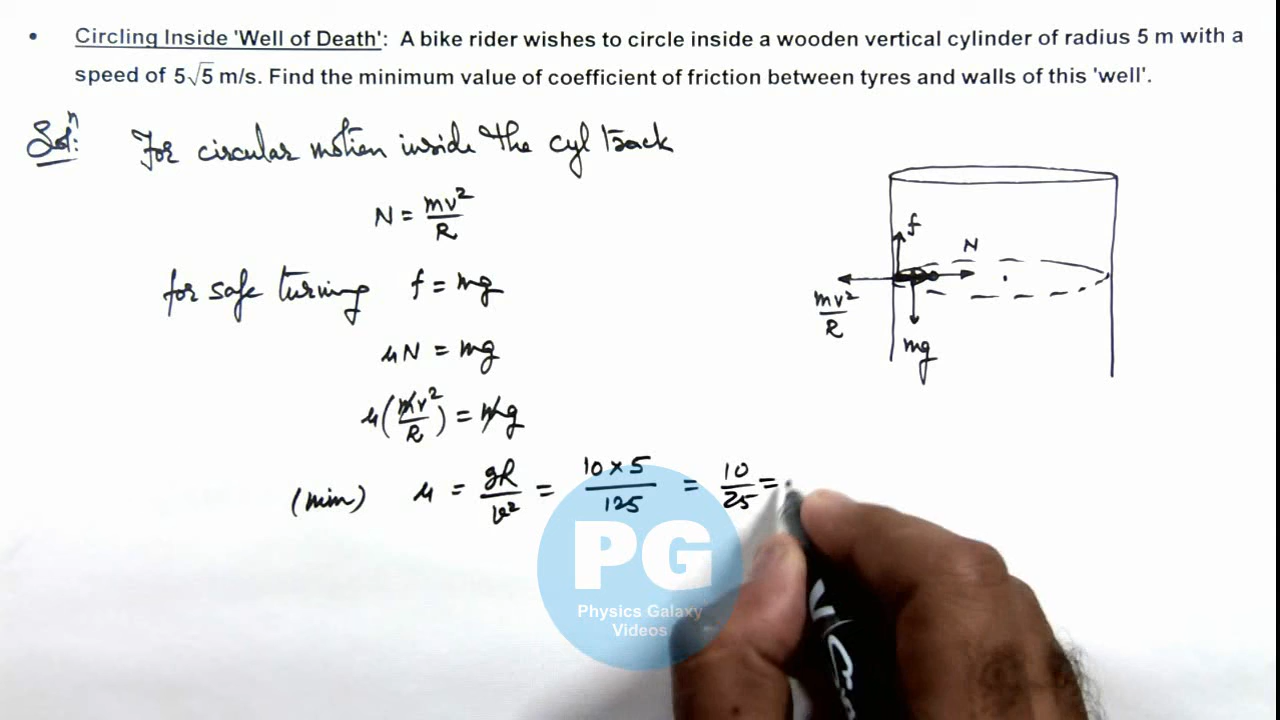 • Circling Inside 'Well of Death': A bike rider wishes to circle inside a wooden vertical cylinder of radius 5 m with a
speed of 5√5 m/s. Find the minimum value of coefficient of friction between tyres and walls of this 'well'.
Solⁿ: For circular motion inside the cyl track
N = mv²/R
for safe turning f = mg
μN = mg
μ(mv²/R) = mg
(min) μ = gR/v² = 10 × 5/125 = 10/25 =
f
N
mv²/R
mg
PG
Physics Galaxy
Videos